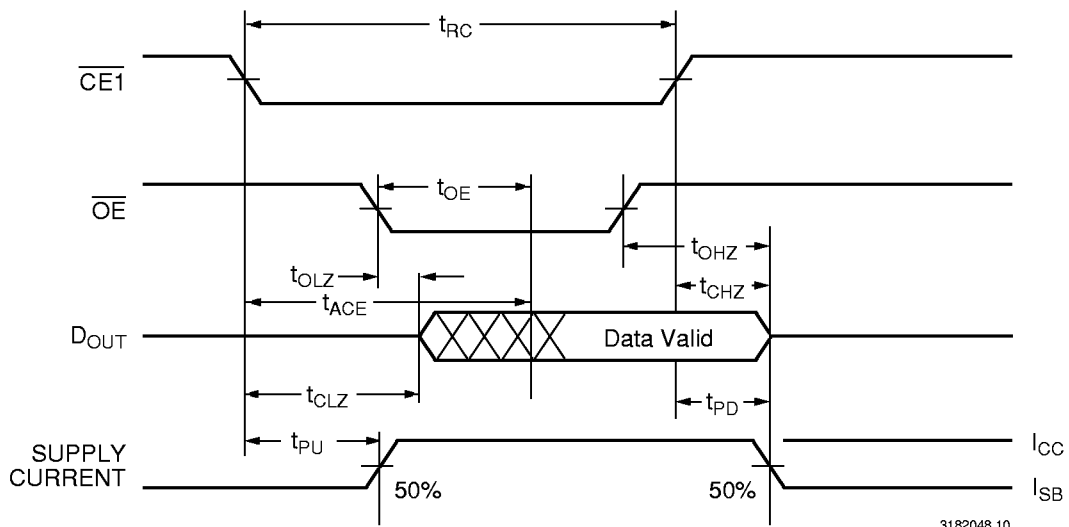 tRC
CE1
tOE
OE
tOHZ
tOLZ
tCHZ
tACE
DOUT
Data Valid
tCLZ
tPD
tPU
ICC
SUPPLY
CURRENT
50%
50%
ISB
3182048 10